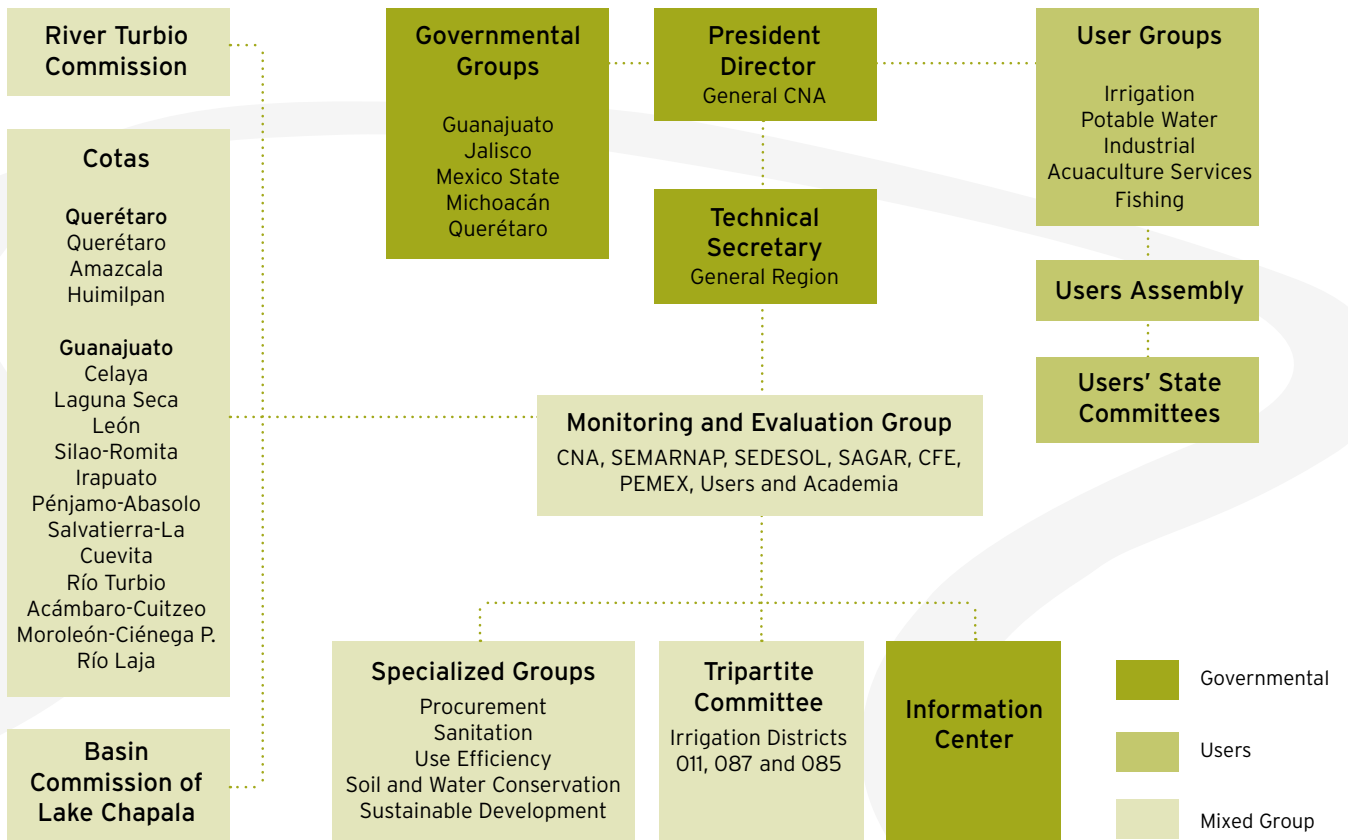 River Turbio
Commission
Cotas
Querétaro
Querétaro
Amazcala
Huimilpan
Guanajuato
Celaya
Laguna Seca
León
Silao-Romita
Irapuato
Pénjamo-Abasolo
Salvatierra-La
Cuevita
Río Turbio
Acámbaro-Cuitzeo
Moroleón-Ciénega P.
Río Laja
Basin
Commission of
Lake Chapala
Governmental
Groups
Guanajuato
Jalisco
Mexico State
Michoacán
Querétaro
President
Director
General CNA
Technical
Secretary
General Region
User Groups
Irrigation
Potable Water
Industrial
Acuaculture Services
Fishing
Users Assembly
Users’ State
Committees
Monitoring and Evaluation Group
CNA, SEMARNAP, SEDESOL, SAGAR, CFE,
PEMEX, Users and Academia
Specialized Groups
Procurement
Sanitation
Use Efficiency
Soil and Water Conservation
Sustainable Development
Tripartite
Committee
Irrigation Districts
011, 087 and 085
Information
Center
Governmental
Users
Mixed Group